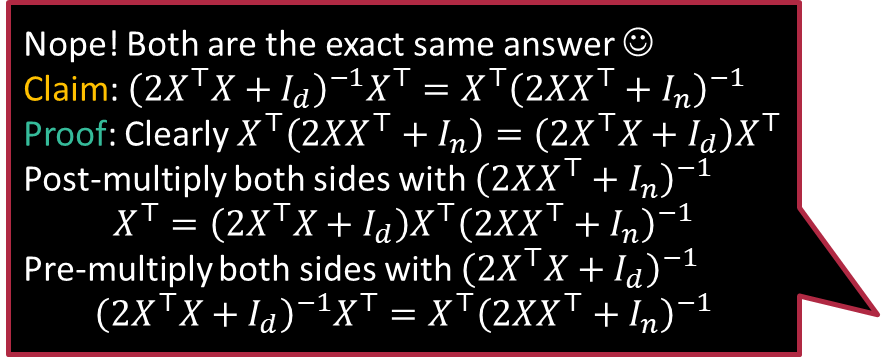 Nope! Both are the exact same answer ☺
Claim: (2X⊤X + I_d)⁻¹X⊤ = X⊤(2XX⊤ + I_n)⁻¹
Proof: Clearly X⊤(2XX⊤ + I_n) = (2X⊤X + I_d)X⊤
Post-multiply both sides with (2XX⊤ + I_n)⁻¹
X⊤ = (2X⊤X + I_d)X⊤(2XX⊤ + I_n)⁻¹
Pre-multiply both sides with (2X⊤X + I_d)⁻¹
(2X⊤X + I_d)⁻¹X⊤ = X⊤(2XX⊤ + I_n)⁻¹